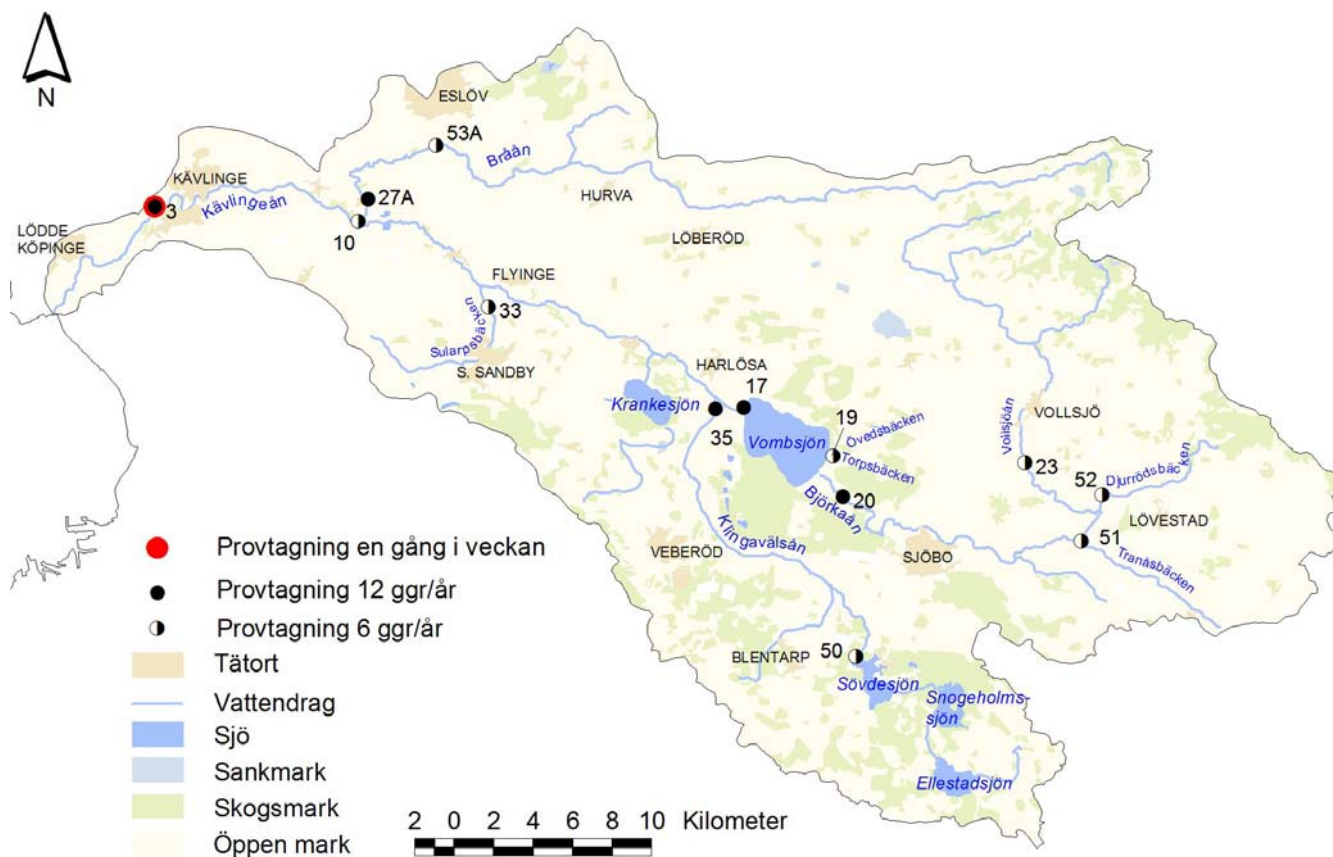 N
ESLÖV
53A
Bråån
KÄVLINGE
3
Kävlingeån
27A
10
HURVA
LÖDDE
KÖPINGE
LÖBERÖD
FLYINGE
33
Sularpsbäcken
S. SANDBY
HARLÖSA
17
Krankesjön
35
Vombsjön
19
Övedsbäcken
Torpsbäcken
VOLLSJÖ
Vollsjöån
23
52
Djurrödsbäcken
20
Björkaån
LÖVESTAD
51
Tranåsbäcken
Klingavälsån
VEBERÖD
SJÖBO
BLENTARP
50
Sövdesjön
Snogeholms-
sjön
Ellestadsjön
Provtagning en gång i veckan
Provtagning 12 ggr/år
Provtagning 6 ggr/år
Tätort
Vattendrag
Sjö
Sankmark
Skogsmark
Öppen mark
2 0 2 4 6 8 10 Kilometer